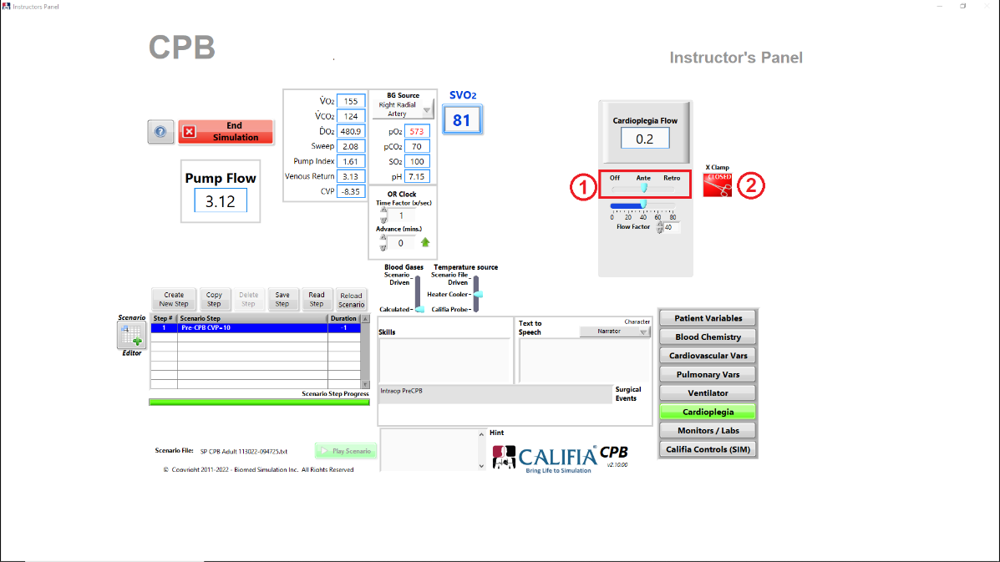 Instructors Panel
CPB
Instructor's Panel
End
Simulation
Pump Flow
3.12
V̇O2 155
V̇CO2 124
ḊO2 480.9
Sweep 2.08
Pump Index 1.61
Venous Return 3.13
CVP -8.35
BG Source
Right Radial
Artery
pO2 573
pCO2 70
SO2 100
pH 7.15
OR Clock
Time Factor (x/sec)
1
Advance (mins.)
0
SVO2
81
Cardioplegia Flow
0.2
1
Off Ante Retro
0 20 40 60 80
Flow Factor 40
X Clamp
CLOSED
2
Blood Gases
Scenario
Driven
Calculated
Temperature source
Scenario File
Driven
Heater Cooler
Califia Probe
Create
New Step
Copy
Step
Delete
Step
Save
Step
Read
Step
Reload
Scenario
Scenario
Editor
Step # Scenario Step Duration
1 Pre-CPB CVP=10 -1
Scenario Step Progress
Skills
Text to
Speech
Character
Narrator
Intraop PreCPB
Surgical
Events
Patient Variables
Blood Chemistry
Cardiovascular Vars
Pulmonary Vars
Ventilator
Cardioplegia
Monitors / Labs
Califia Controls (SIM)
Scenario File: SP CPB Adult 113022-094725.txt
Play Scenario
© Copyright 2011-2022 - Biomed Simulation Inc. All Rights Reserved
Hint
CALIFIA® CPB
Bring Life to Simulation
v2.10.00